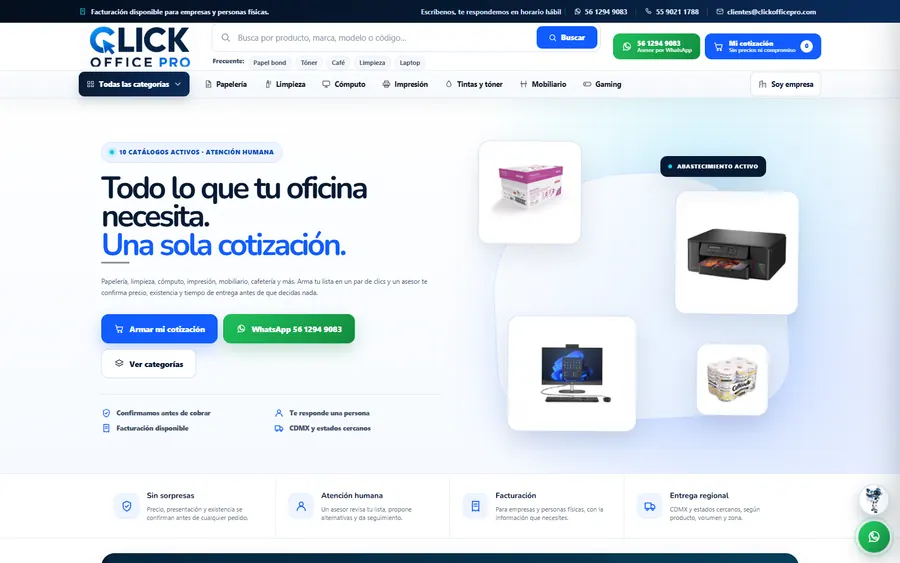 Facturación disponible para empresas y personas físicas.
Escríbenos, te respondemos en horario hábil
56 1294 9083
55 9021 1788
clientes@clickofficepro.com
CLICK
OFFICE PRO
Busca por producto, marca, modelo o código...
Buscar
Frecuente:
Papel bond
Tóner
Café
Limpieza
Laptop
56 1294 9083
Asesor por WhatsApp
Mi cotización
Sin precios ni compromiso
0
Todas las categorías
Papelería
Limpieza
Cómputo
Impresión
Tintas y tóner
Mobiliario
Gaming
Soy empresa
10 CATÁLOGOS ACTIVOS · ATENCIÓN HUMANA
Todo lo que tu oficina
necesita.
Una sola cotización.
Papelería, limpieza, cómputo, impresión, mobiliario, cafetería y más. Arma tu lista en un par de clics y un asesor te
confirma precio, existencia y tiempo de entrega antes de que decidas nada.
Armar mi cotización
WhatsApp 56 1294 9083
Ver categorías
Confirmamos antes de cobrar
Te responde una persona
Facturación disponible
CDMX y estados cercanos
ABASTECIMIENTO ACTIVO
Sin sorpresas
Precio, presentación y existencia se
confirman antes de cualquier pedido.
Atención humana
Un asesor revisa tu lista, propone
alternativas y da seguimiento.
Facturación
Para empresas y personas físicas, con la
información que necesites.
Entrega regional
CDMX y estados cercanos, según
producto, volumen y zona.